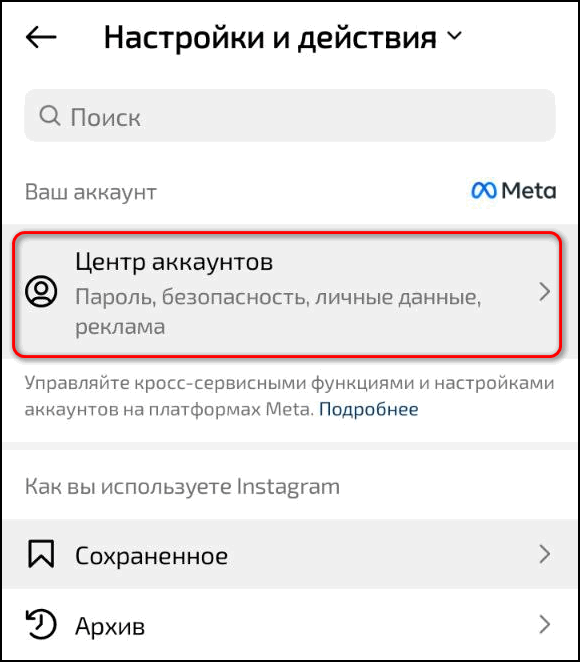 Настройки и действия
Поиск
Ваш аккаунт
Meta
Центр аккаунтов
Пароль, безопасность, личные данные,
реклама
Управляйте кросс-сервисными функциями и настройками
аккаунтов на платформах Meta. Подробнее
Как вы используете Instagram
Сохраненное
Архив